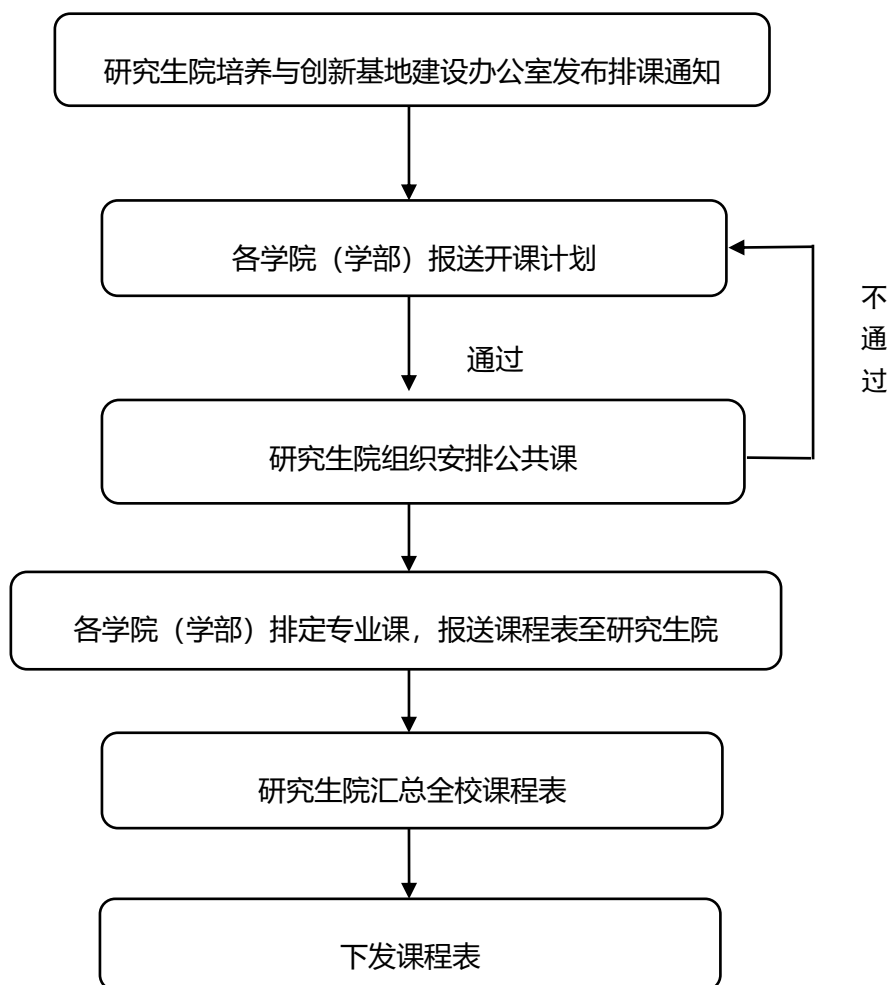 研究生院培养与创新基地建设办公室发布排课通知
各学院（学部）报送开课计划
不
通
过
通过
研究生院组织安排公共课
各学院（学部）排定专业课，报送课程表至研究生院
研究生院汇总全校课程表
下发课程表